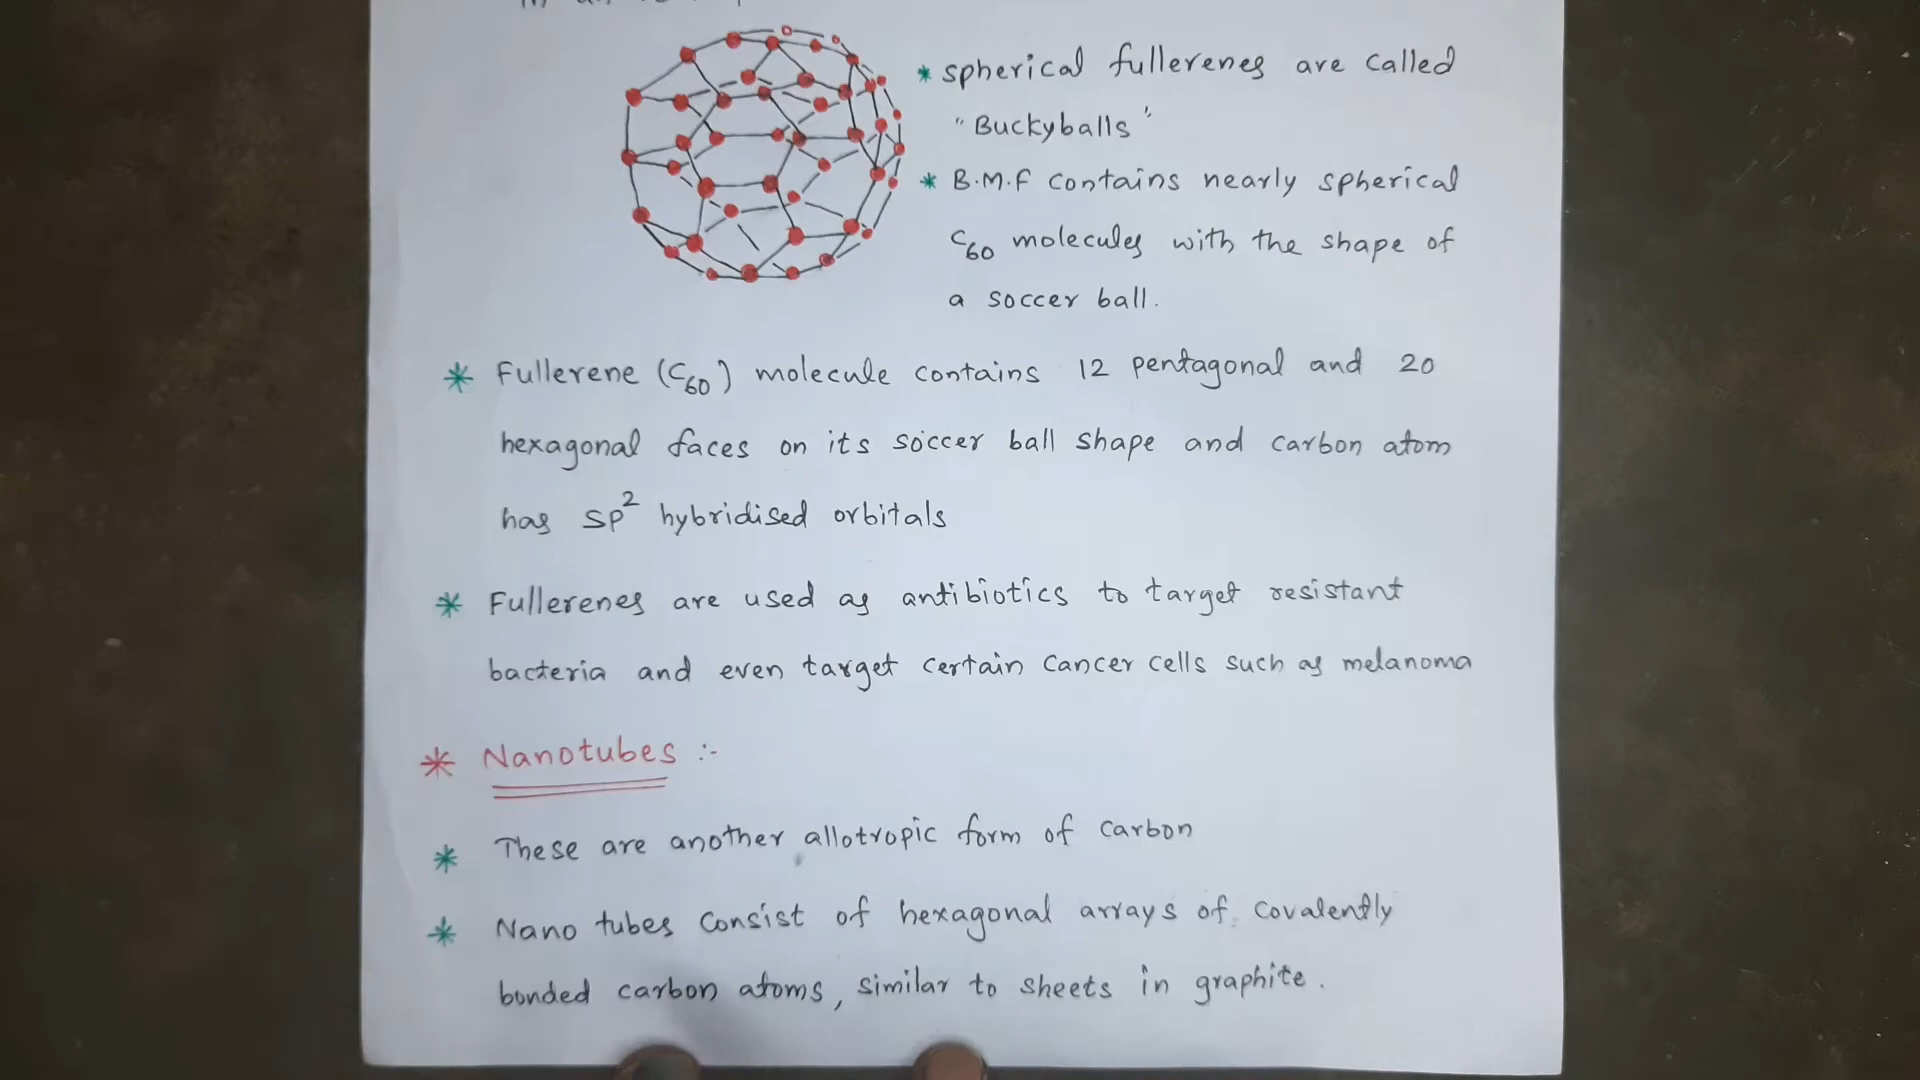 * spherical fullerenes are called
"Buckyballs"
* B.M.F contains nearly spherical
C60 molecules with the shape of
a soccer ball.
* Fullerene (C60) molecule contains 12 pentagonal and 20
hexagonal faces on its soccer ball shape and carbon atom
has SP² hybridised orbitals
* Fullerenes are used as antibiotics to target resistant
bacteria and even target certain cancer cells such as melanoma
* Nanotubes :-
* These are another allotropic form of carbon
* Nano tubes consist of hexagonal arrays of covalently
bonded carbon atoms, similar to sheets in graphite.